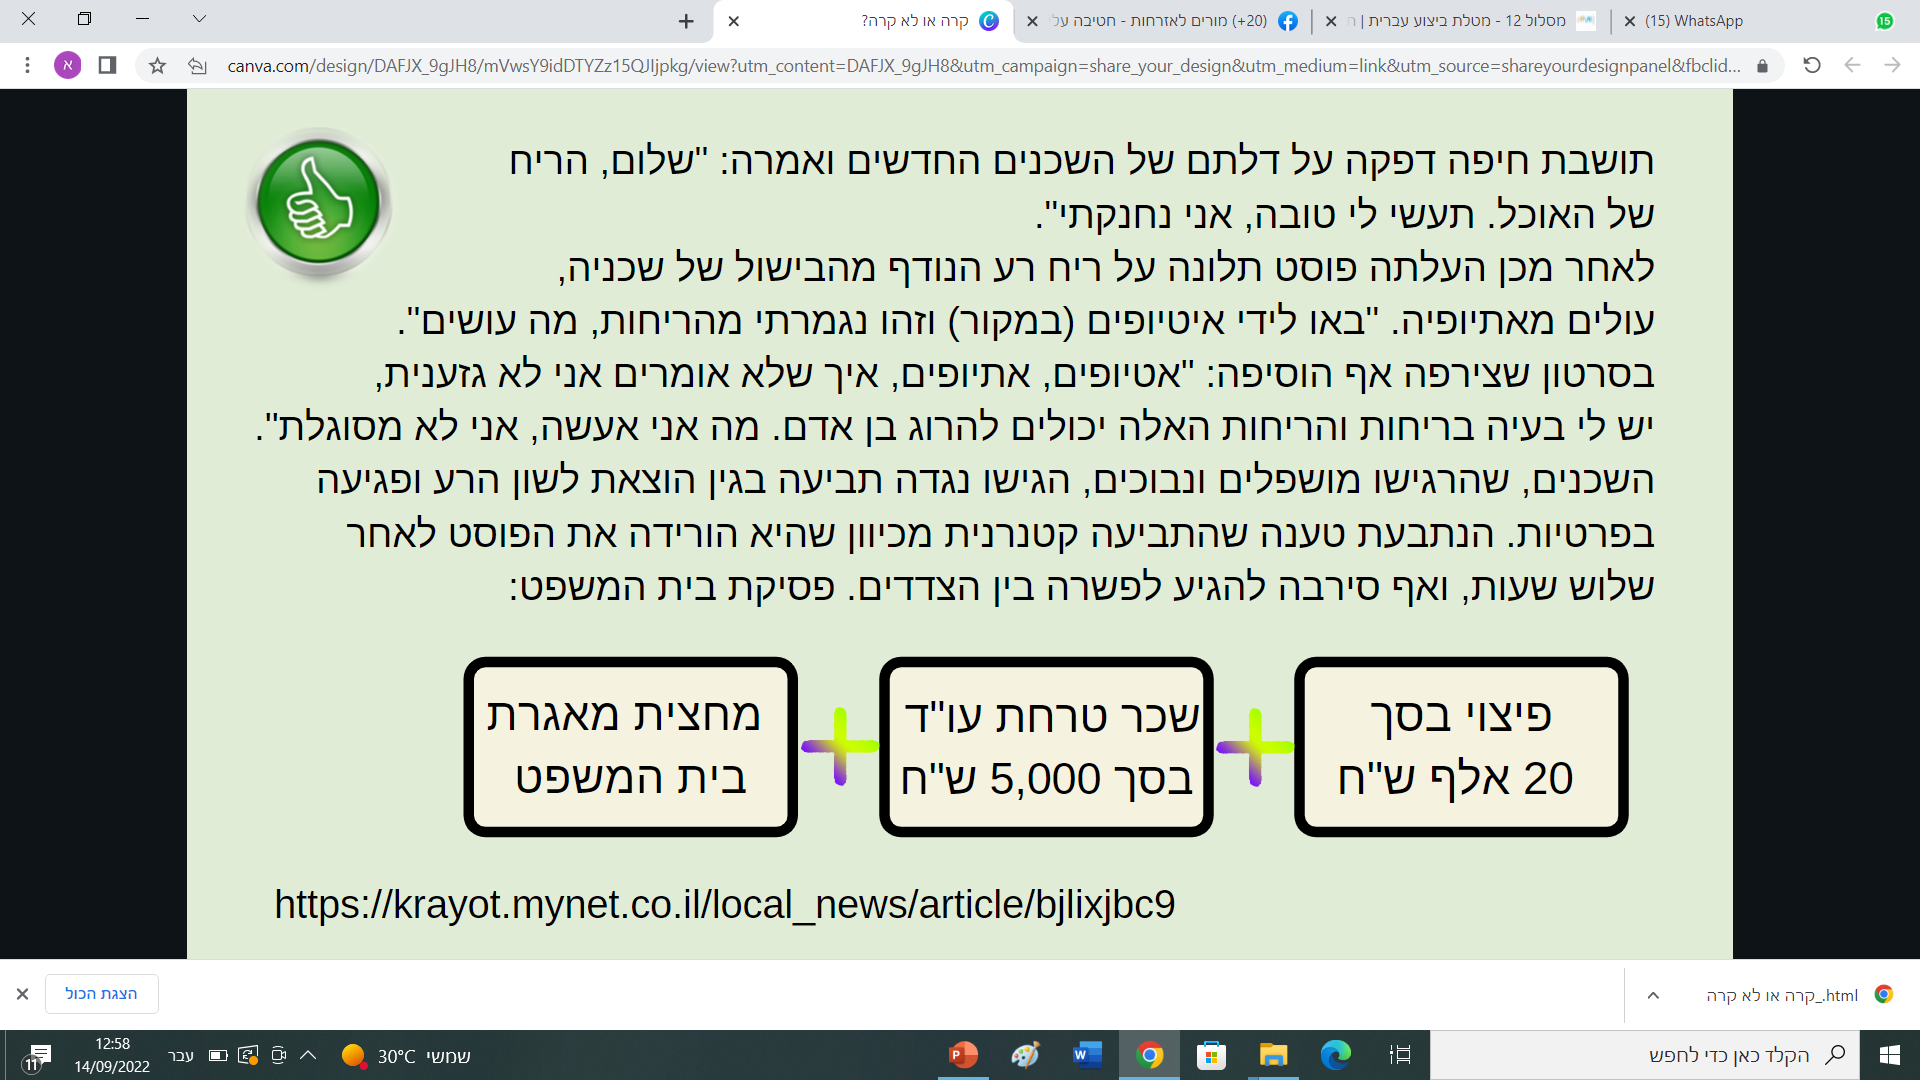 קרה או לא קרה?
(20+) מורים לאזרחות - חטיבה עלי
מסלול 12 - מטלת ביצוע עברית | ח
(15) WhatsApp
15
א
canva.com/design/DAFJX_9gJH8/mVwsY9idDTYZz15QJIjpkg/view?utm_content=DAFJX_9gJH8&utm_campaign=share_your_design&utm_medium=link&utm_source=shareyourdesignpanel&fbclid...
תושבת חיפה דפקה על דלתם של השכנים החדשים ואמרה: "שלום, הריח
של האוכל. תעשי לי טובה, אני נחנקתי".
לאחר מכן העלתה פוסט תלונה על ריח רע הנודף מהבישול של שכניה,
עולים מאתיופיה. "באו לידי איטיופים (במקור) וזהו נגמרתי מהריחות, מה עושים".
בסרטון שצירפה אף הוסיפה: "אטיופים, אתיופים, איך שלא אומרים אני לא גזענית,
יש לי בעיה בריחות והריחות האלה יכולים להרוג בן אדם. מה אני אעשה, אני לא מסוגלת".
השכנים, שהרגישו מושפלים ונבוכים, הגישו נגדה תביעה בגין הוצאת לשון הרע ופגיעה
בפרטיות. הנתבעת טענה שהתביעה קטנרנית מכיוון שהיא הורידה את הפוסט לאחר
שלוש שעות, ואף סירבה להגיע לפשרה בין הצדדים. פסיקת בית המשפט:
פיצוי בסך
20 אלף ש"ח
שכר טרחת עו"ד
בסך 5,000 ש"ח
מחצית מאגרת
בית המשפט
https://krayot.mynet.co.il/local_news/article/bjlixjbc9
הצגת הכול
קרה או לא קרה_.html
הקלד כאן כדי לחפש
30°C שמשי
עבר
12:58
14/09/2022
11